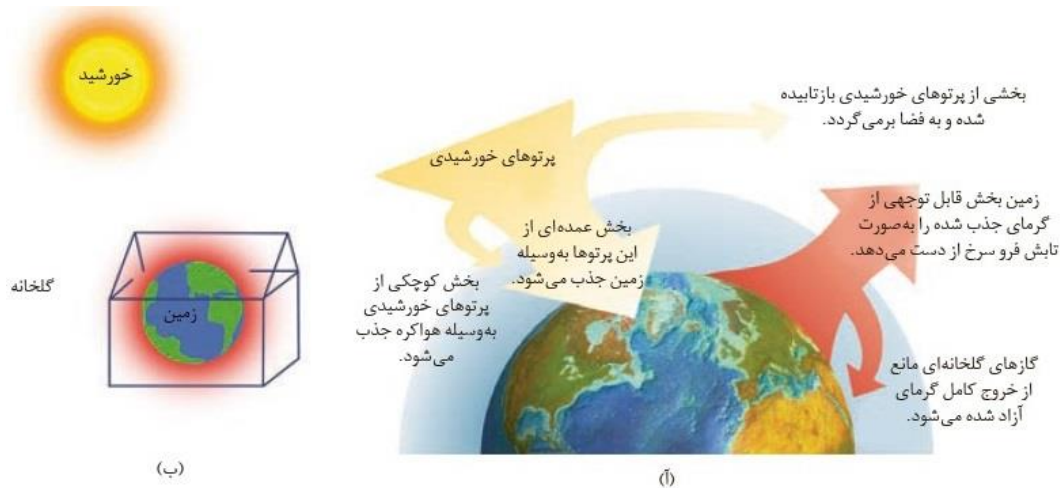 خورشید
گلخانه
زمین
(ب)
بخشی از پرتوهای خورشیدی بازتابیده
شده و به فضا برمی‌گردد.
پرتوهای خورشیدی
زمین بخش قابل توجهی از
گرمای جذب شده را به‌صورت
تابش فرو سرخ از دست می‌دهد.
بخش عمده‌ای از
این پرتوها به‌وسیله
زمین جذب می‌شود.
بخش کوچکی از
پرتوهای خورشیدی
به‌وسیله هواکره جذب
می‌شود.
گازهای گلخانه‌ای مانع
از خروج کامل گرمای
آزاد شده می‌شود.
(آ)